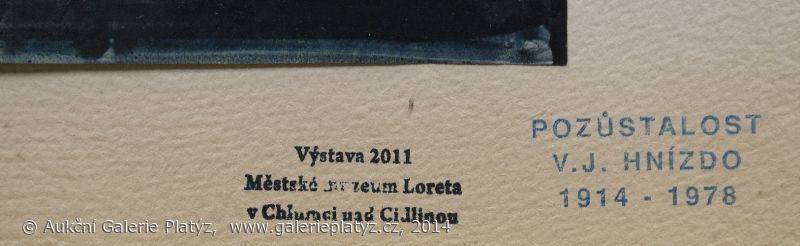 Výstava 2011
Městské muzeum Loreta
v Chlumci nad Cidlinou
POZŮSTALOST
V.J. HNÍZDO
1914 - 1978
© Aukční Galerie Platýz, www.galerieplatyz.cz, 2014